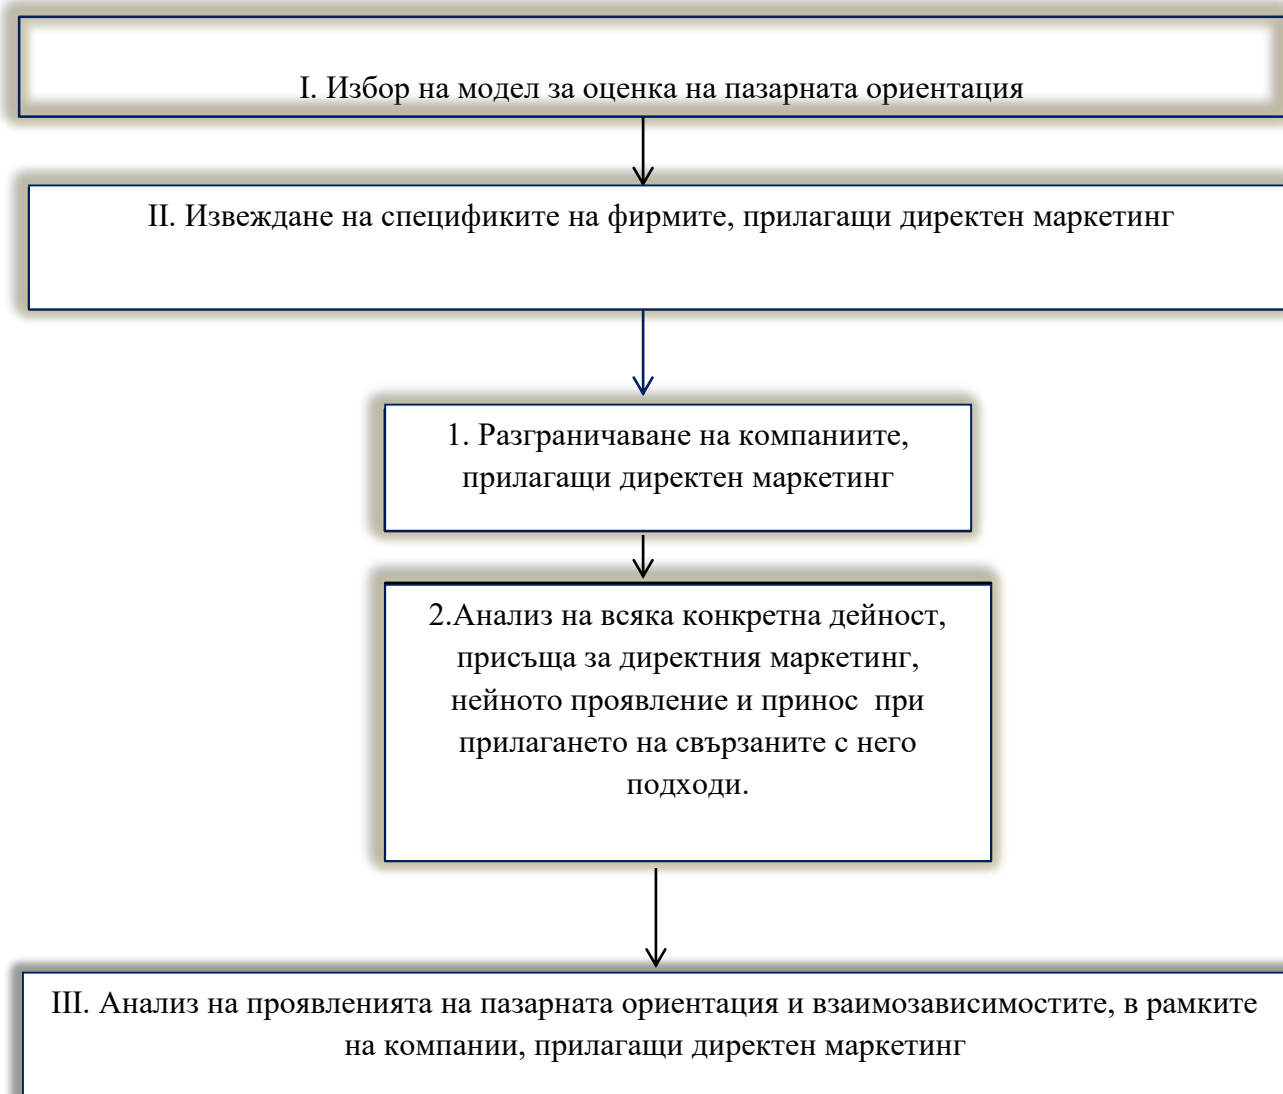 I. Избор на модел за оценка на пазарната ориентация
II. Извеждане на спецификите на фирмите, прилагащи директен маркетинг
1. Разграничаване на компаниите,
прилагащи директен маркетинг
2.Анализ на всяка конкретна дейност,
присъща за директния маркетинг,
нейното проявление и принос  при
прилагането на свързаните с него
подходи.
III. Анализ на проявленията на пазарната ориентация и взаимозависимостите, в рамките
на компании, прилагащи директен маркетинг